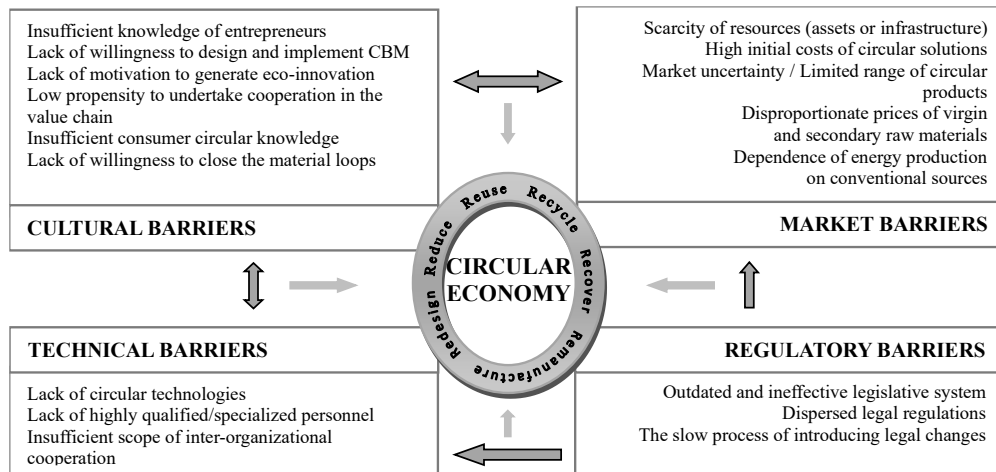 Insufficient knowledge of entrepreneurs
Lack of willingness to design and implement CBM
Lack of motivation to generate eco-innovation
Low propensity to undertake cooperation in the
value chain
Insufficient consumer circular knowledge
Lack of willingness to close the material loops
CULTURAL BARRIERS
Scarcity of resources (assets or infrastructure)
High initial costs of circular solutions
Market uncertainty / Limited range of circular
products
Disproportionate prices of virgin
and secondary raw materials
Dependence of energy production
on conventional sources
MARKET BARRIERS
Redesign Reduce Reuse Recycle Recover Remanufacture
CIRCULAR
ECONOMY
TECHNICAL BARRIERS
Lack of circular technologies
Lack of highly qualified/specialized personnel
Insufficient scope of inter-organizational
cooperation
REGULATORY BARRIERS
Outdated and ineffective legislative system
Dispersed legal regulations
The slow process of introducing legal changes